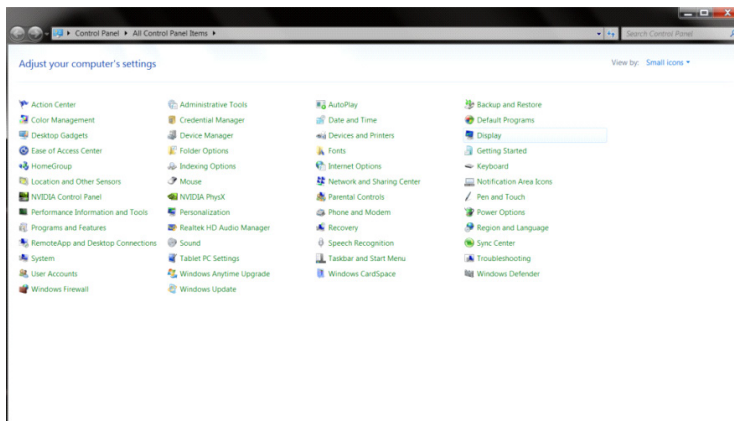 Control Panel ▸ All Control Panel Items ▸
Search Control Panel
Adjust your computer's settings
View by: Small icons
Action Center
Administrative Tools
AutoPlay
Backup and Restore
Color Management
Credential Manager
Date and Time
Default Programs
Desktop Gadgets
Device Manager
Devices and Printers
Display
Ease of Access Center
Folder Options
Fonts
Getting Started
HomeGroup
Indexing Options
Internet Options
Keyboard
Location and Other Sensors
Mouse
Network and Sharing Center
Notification Area Icons
NVIDIA Control Panel
NVIDIA PhysX
Parental Controls
Pen and Touch
Performance Information and Tools
Personalization
Phone and Modem
Power Options
Programs and Features
Realtek HD Audio Manager
Recovery
Region and Language
RemoteApp and Desktop Connections
Sound
Speech Recognition
Sync Center
System
Tablet PC Settings
Taskbar and Start Menu
Troubleshooting
User Accounts
Windows Anytime Upgrade
Windows CardSpace
Windows Defender
Windows Firewall
Windows Update